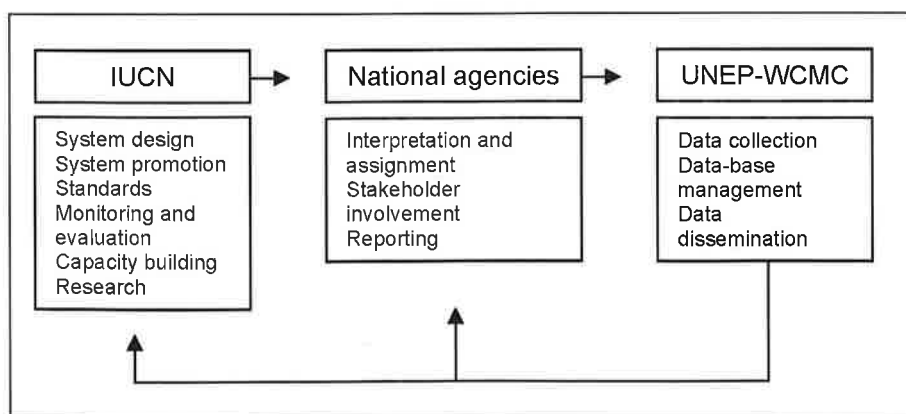 IUCN
National agencies
UNEP-WCMC
System design
System promotion
Standards
Monitoring and
evaluation
Capacity building
Research
Interpretation and
assignment
Stakeholder
involvement
Reporting
Data collection
Data-base
management
Data
dissemination